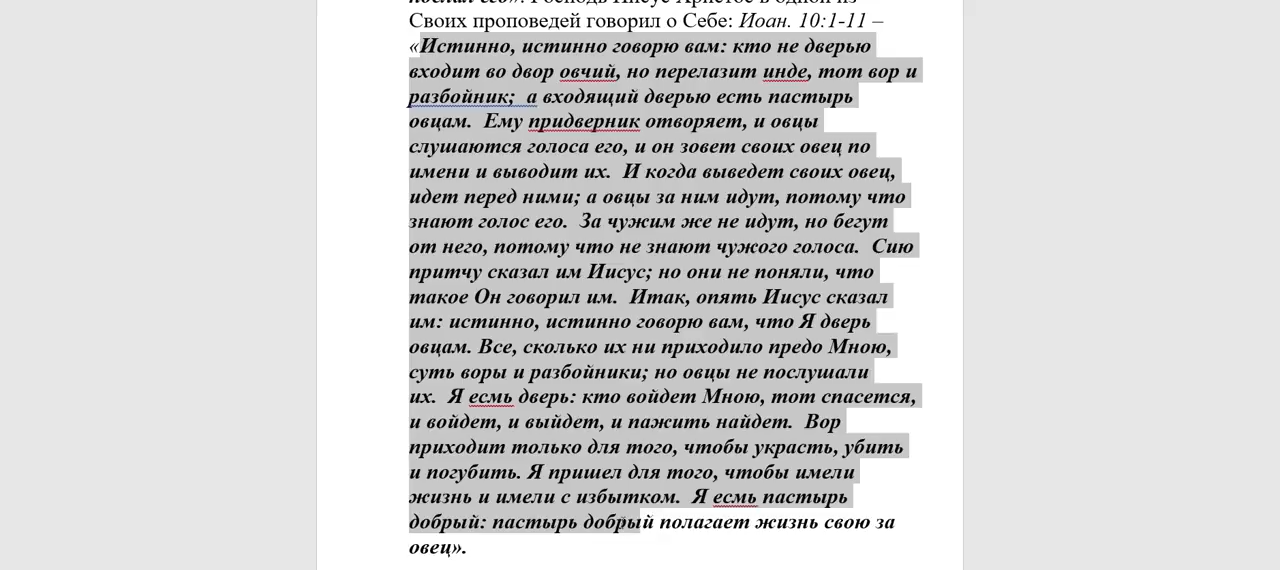 Своих проповедей говорил о Себе: Иоан. 10:1-11 –
«Истинно, истинно говорю вам: кто не дверью
входит во двор овчий, но перелазит инде, тот вор и
разбойник;  а входящий дверью есть пастырь
овцам.  Ему придверник отворяет, и овцы
слушаются голоса его, и он зовет своих овец по
имени и выводит их.  И когда выведет своих овец,
идет перед ними; а овцы за ним идут, потому что
знают голос его.  За чужим же не идут, но бегут
от него, потому что не знают чужого голоса.  Сию
притчу сказал им Иисус; но они не поняли, что
такое Он говорил им.  Итак, опять Иисус сказал
им: истинно, истинно говорю вам, что Я дверь
овцам. Все, сколько их ни приходило предо Мною,
суть воры и разбойники; но овцы не послушали
их.  Я есмь дверь: кто войдет Мною, тот спасется,
и войдет, и выйдет, и пажить найдет.  Вор
приходит только для того, чтобы украсть, убить
и погубить. Я пришел для того, чтобы имели
жизнь и имели с избытком.  Я есмь пастырь
добрый: пастырь добрый полагает жизнь свою за
овец».